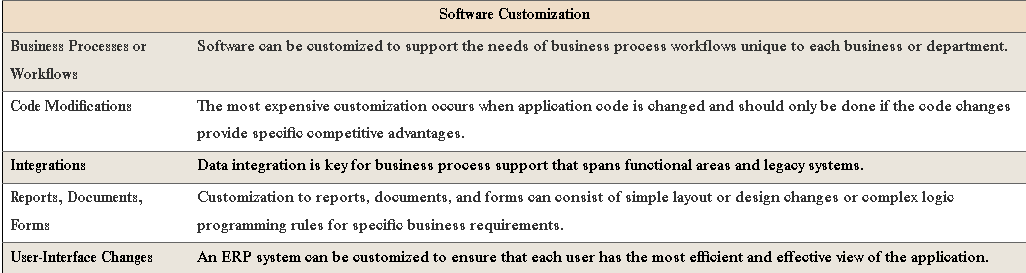 Software Customization
Business Processes or Workflows
Software can be customized to support the needs of business process workflows unique to each business or department.
Code Modifications
The most expensive customization occurs when application code is changed and should only be done if the code changes
provide specific competitive advantages.
Integrations
Data integration is key for business process support that spans functional areas and legacy systems.
Reports, Documents,
Forms
Customization to reports, documents, and forms can consist of simple layout or design changes or complex logic
programming rules for specific business requirements.
User-Interface Changes
An ERP system can be customized to ensure that each user has the most efficient and effective view of the application.